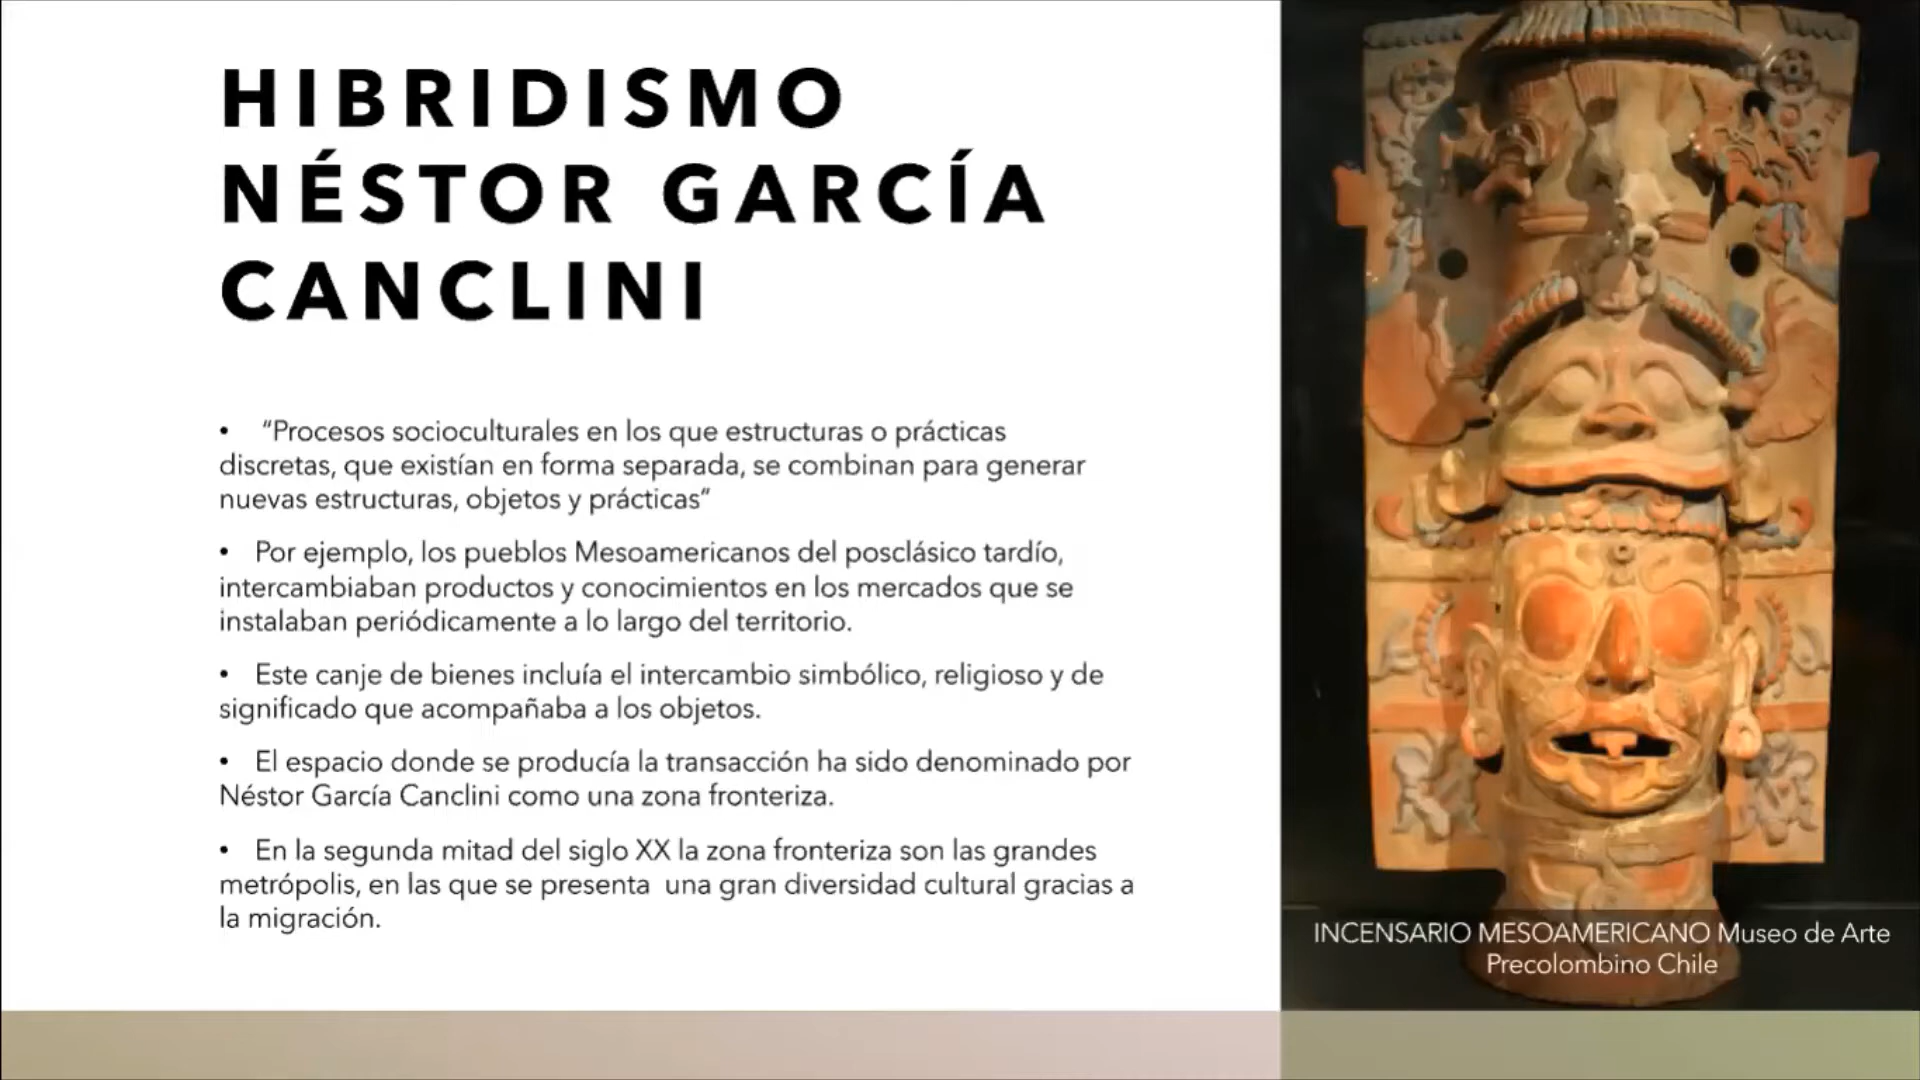 HIBRIDISMO
NÉSTOR GARCÍA
CANCLINI
• “Procesos socioculturales en los que estructuras o prácticas
discretas, que existían en forma separada, se combinan para generar
nuevas estructuras, objetos y prácticas”
• Por ejemplo, los pueblos Mesoamericanos del posclásico tardío,
intercambiaban productos y conocimientos en los mercados que se
instalaban periódicamente a lo largo del territorio.
• Este canje de bienes incluía el intercambio simbólico, religioso y de
significado que acompañaba a los objetos.
• El espacio donde se producía la transacción ha sido denominado por
Néstor García Canclini como una zona fronteriza.
• En la segunda mitad del siglo XX la zona fronteriza son las grandes
metrópolis, en las que se presenta  una gran diversidad cultural gracias a
la migración.
INCENSARIO MESOAMERICANO Museo de Arte
Precolombino Chile